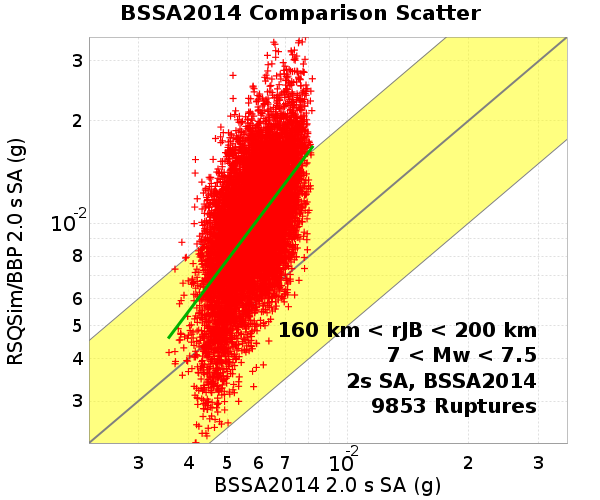 BSSA2014 Comparison Scatter
RSQSim/BBP 2.0 s SA (g)
3
2
10-2
8
6
5
4
3
160 km < rJB < 200 km
7 < Mw < 7.5
2s SA, BSSA2014
9853 Ruptures
3 4 5 6 7 10-2 2 3
BSSA2014 2.0 s SA (g)